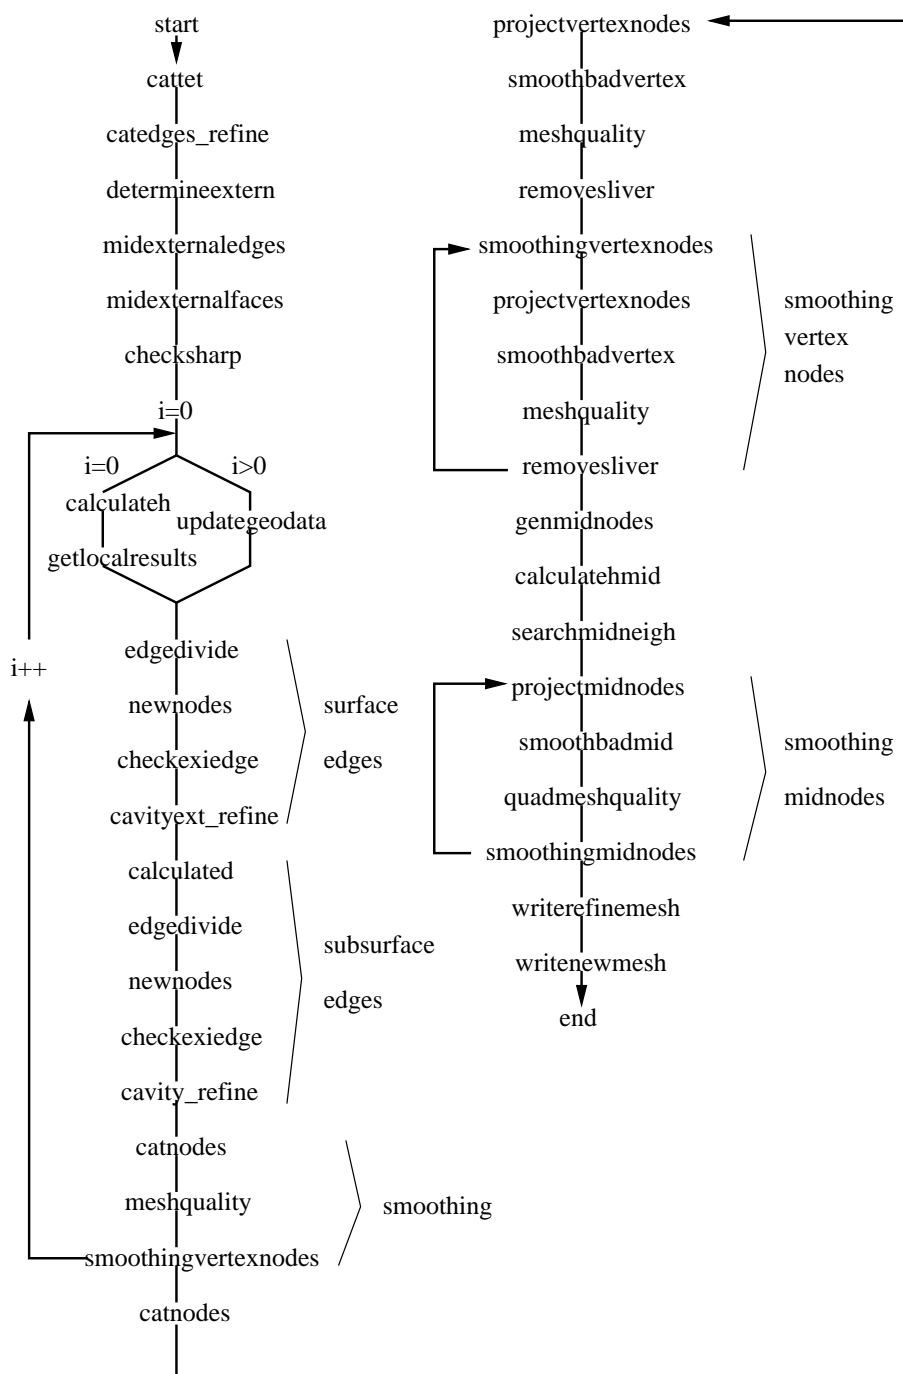 start
cattet
catedges_refine
determineextern
midexternaledges
midexternalfaces
checksharp
i=0
i=0
i>0
calculateh
updategeodata
getlocalresults
i++
edgedivide
newnodes
checkexiedge
cavityext_refine
surface
edges
calculated
edgedivide
newnodes
checkexiedge
cavity_refine
subsurface
edges
catnodes
meshquality
smoothingvertexnodes
smoothing
catnodes
projectvertexnodes
smoothbadvertex
meshquality
removesliver
smoothingvertexnodes
projectvertexnodes
smoothbadvertex
meshquality
removesliver
smoothing
vertex
nodes
genmidnodes
calculatehmid
searchmidneigh
projectmidnodes
smoothbadmid
quadmeshquality
smoothingmidnodes
smoothing
midnodes
writerefinemesh
writenewmesh
end